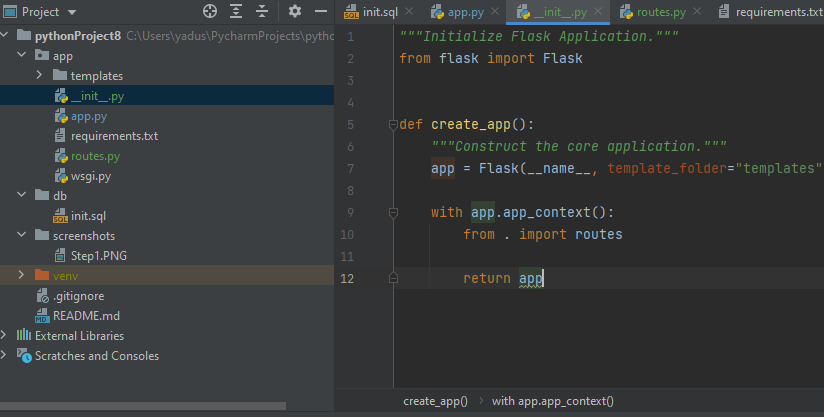 Project
init.sql
app.py
__init__.py
routes.py
requirements.txt
pythonProject8 C:\Users\yadus\PycharmProjects\pytho
app
templates
__init__.py
app.py
requirements.txt
routes.py
wsgi.py
db
init.sql
screenshots
Step1.PNG
venv
.gitignore
README.md
External Libraries
Scratches and Consoles
1 """Initialize Flask Application."""
2 from flask import Flask
3
4
5 def create_app():
6 """Construct the core application."""
7 app = Flask(__name__, template_folder="templates"
8
9 with app.app_context():
10 from . import routes
11
12 return app
create_app() › with app.app_context()